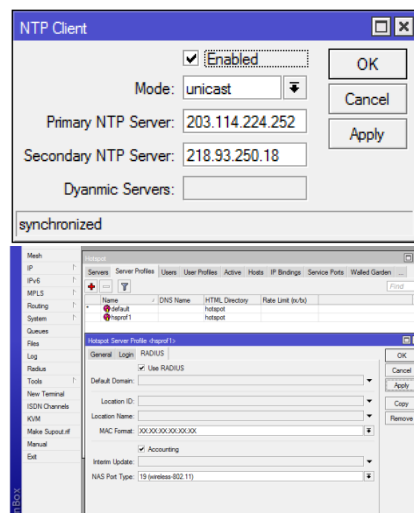 NTP Client
Enabled
OK
Mode: unicast
Cancel
Primary NTP Server: 203.114.224.252
Apply
Secondary NTP Server: 218.93.250.18
Dyanmic Servers:
synchronized
Mesh
IP
IPv6
MPLS
Routing
System
Queues
Files
Log
Radius
Tools
New Terminal
ISDN Channels
KVM
Make Supout.rif
Manual
Exit
Hotspot
Servers Server Profiles Users User Profiles Active Hosts IP Bindings Service Ports Walled Garden ...
Find
Name DNS Name HTML Directory Rate Limit (rx/tx)
default hotspot
hsprof1 hotspot
Hotspot Server Profile <hsprof1>
General Login RADIUS
Use RADIUS
Default Domain:
Location ID:
Location Name:
MAC Format: XX:XX:XX:XX:XX:XX
Accounting
Interim Update:
NAS Port Type: 19 (wireless-802.11)
OK
Cancel
Apply
Copy
Remove